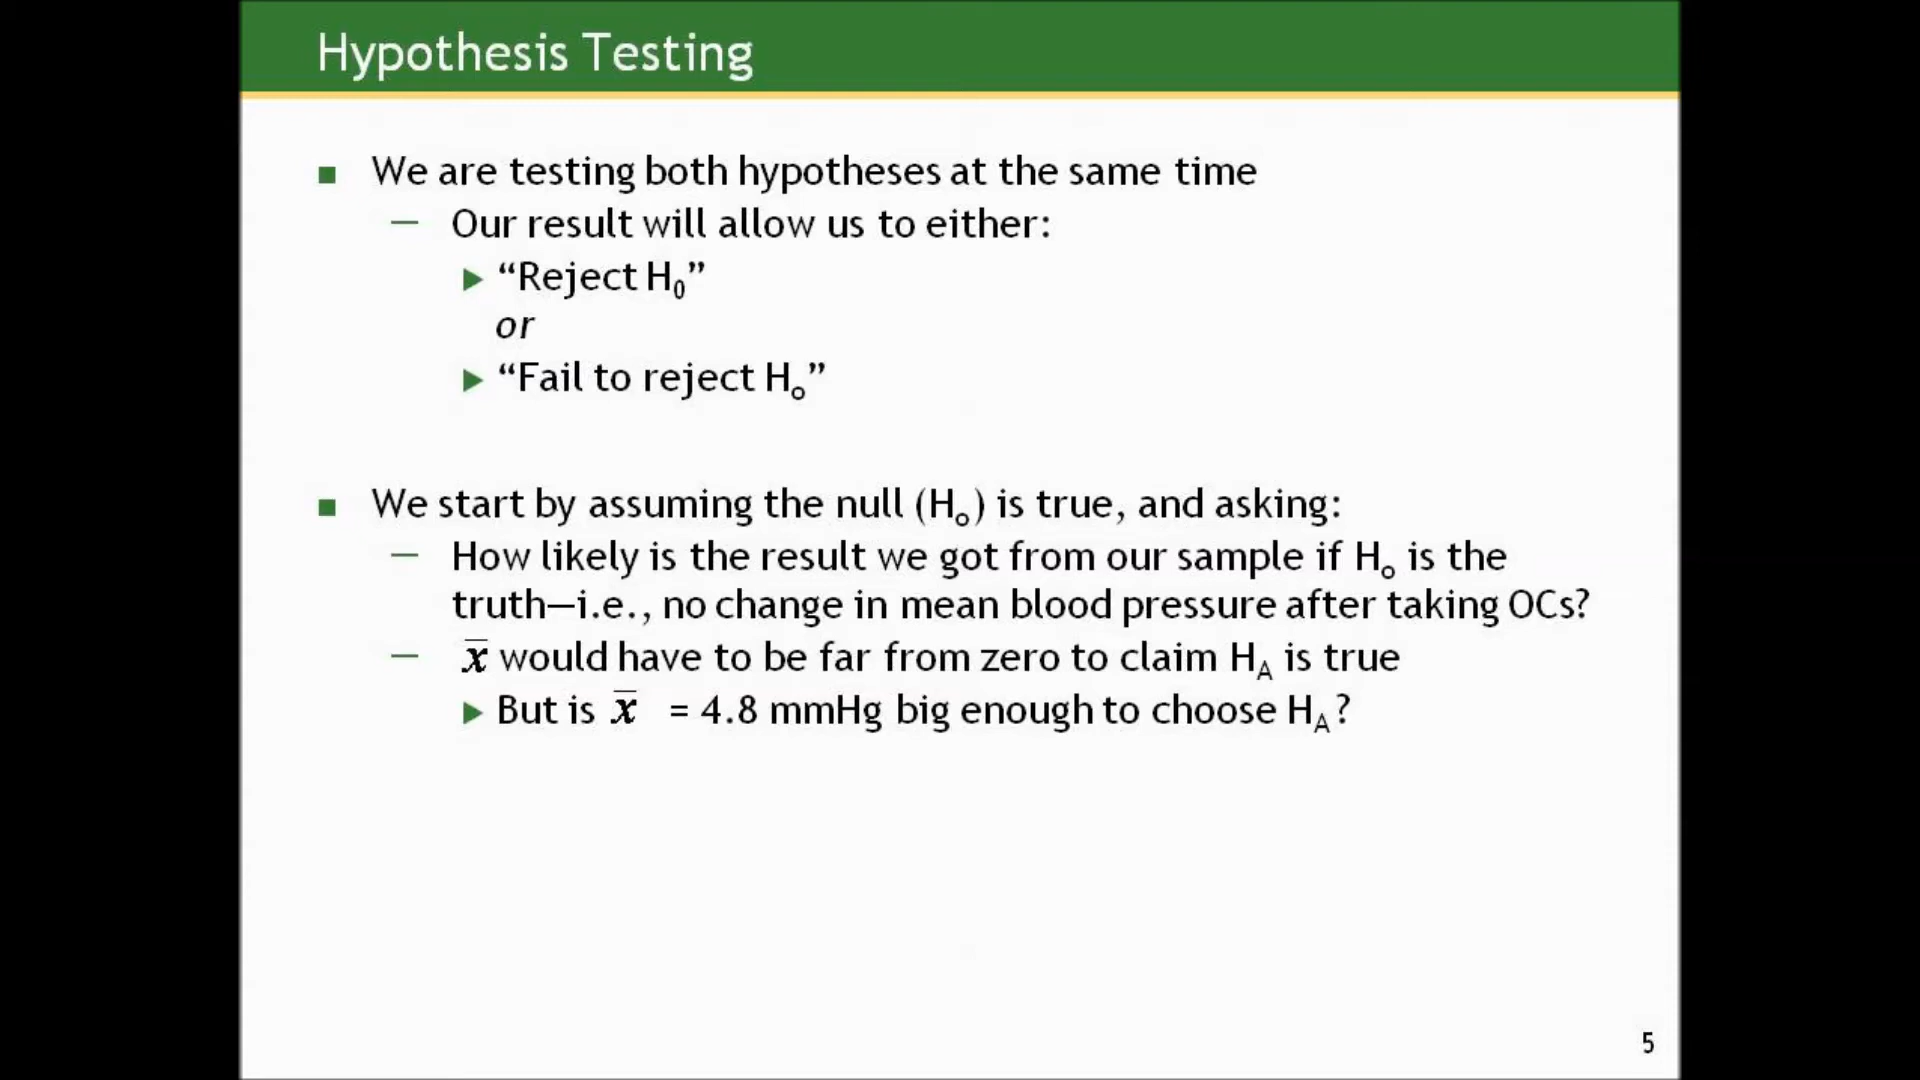 Hypothesis Testing
■ We are testing both hypotheses at the same time
— Our result will allow us to either:
▶ “Reject H₀”
or
▶ “Fail to reject Hₒ”
■ We start by assuming the null (Hₒ) is true, and asking:
— How likely is the result we got from our sample if Hₒ is the
truth—i.e., no change in mean blood pressure after taking OCs?
— x̄ would have to be far from zero to claim H_A is true
▶ But is x̄ = 4.8 mmHg big enough to choose H_A?
5